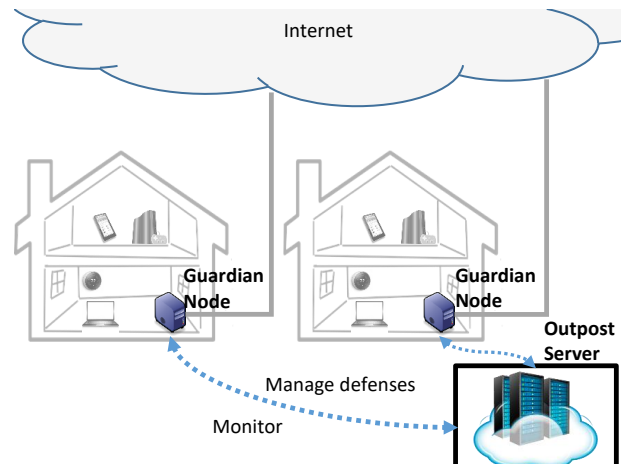 Internet
Guardian
Node
Guardian
Node
Outpost
Server
Manage defenses
Monitor